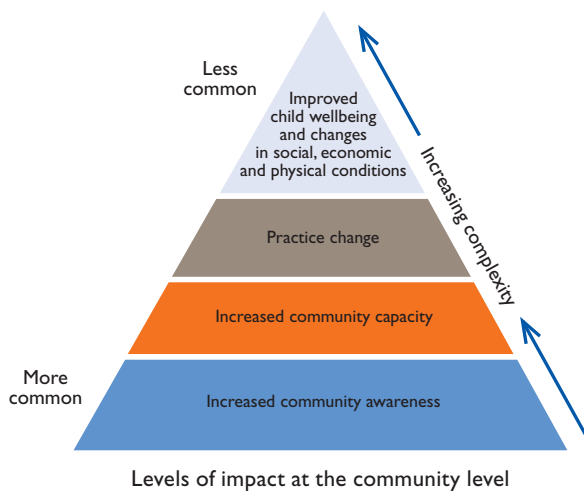 Less
common
Improved
child wellbeing
and changes
in social, economic
and physical conditions
Increasing complexity
Practice change
Increased community capacity
More
common
Increased community awareness
Levels of impact at the community level